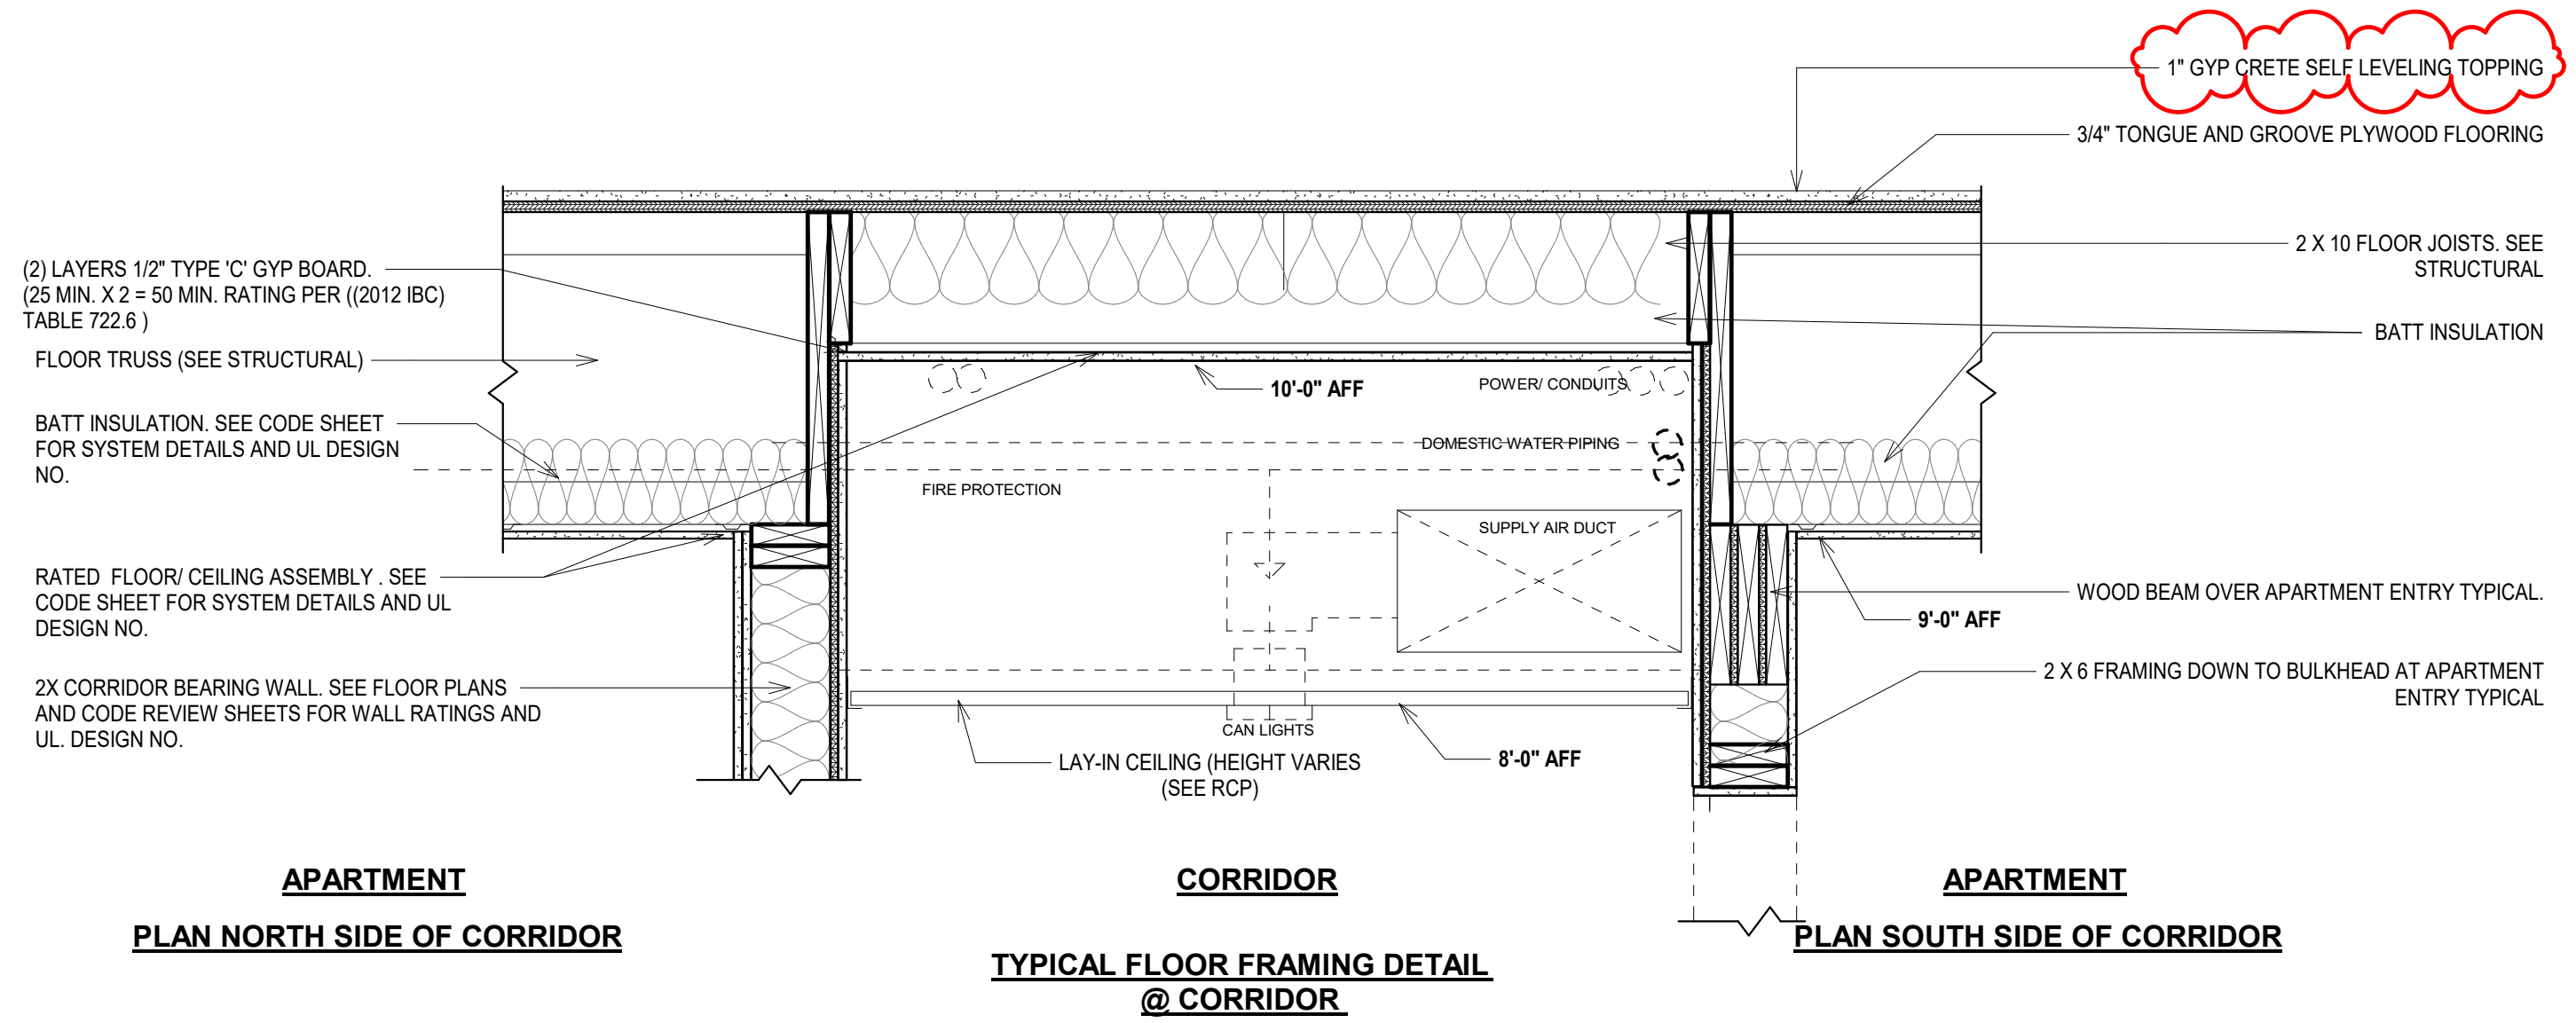 1" GYP CRETE SELF LEVELING TOPPING
3/4" TONGUE AND GROOVE PLYWOOD FLOORING
2 X 10 FLOOR JOISTS. SEE
STRUCTURAL
BATT INSULATION
WOOD BEAM OVER APARTMENT ENTRY TYPICAL.
9'-0" AFF
2 X 6 FRAMING DOWN TO BULKHEAD AT APARTMENT
ENTRY TYPICAL
(2) LAYERS 1/2" TYPE 'C' GYP BOARD.
(25 MIN. X 2 = 50 MIN. RATING PER ((2012 IBC)
TABLE 722.6 )
FLOOR TRUSS (SEE STRUCTURAL)
BATT INSULATION. SEE CODE SHEET
FOR SYSTEM DETAILS AND UL DESIGN
NO.
RATED FLOOR/ CEILING ASSEMBLY . SEE
CODE SHEET FOR SYSTEM DETAILS AND UL
DESIGN NO.
2X CORRIDOR BEARING WALL. SEE FLOOR PLANS
AND CODE REVIEW SHEETS FOR WALL RATINGS AND
UL. DESIGN NO.
10'-0" AFF
POWER/ CONDUITS
DOMESTIC WATER PIPING
FIRE PROTECTION
SUPPLY AIR DUCT
CAN LIGHTS
LAY-IN CEILING (HEIGHT VARIES
(SEE RCP)
8'-0" AFF
APARTMENT
PLAN NORTH SIDE OF CORRIDOR
CORRIDOR
APARTMENT
PLAN SOUTH SIDE OF CORRIDOR
TYPICAL FLOOR FRAMING DETAIL
@ CORRIDOR